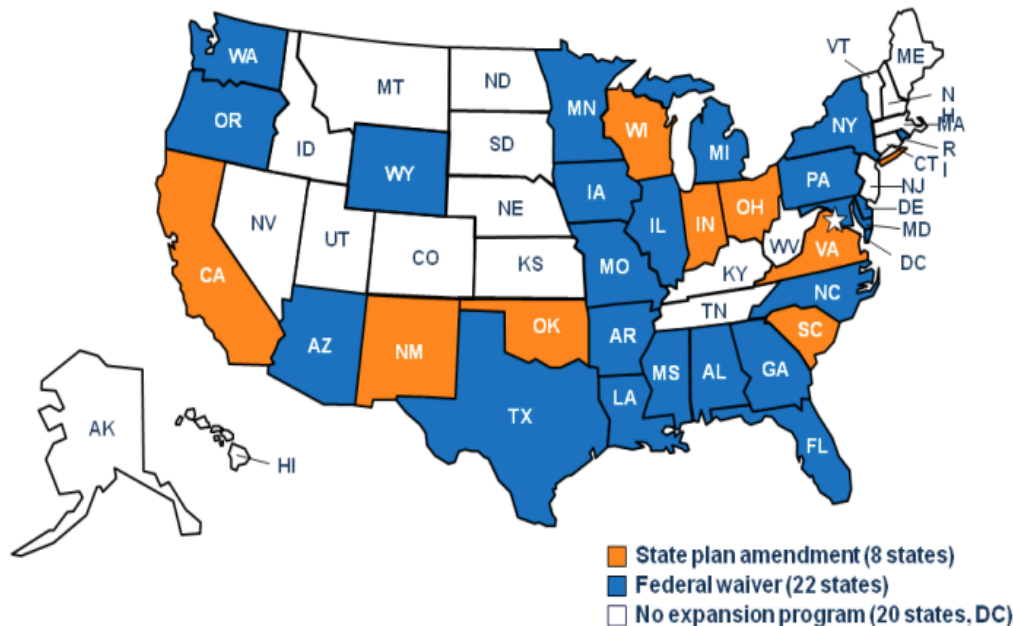 WA
MT
ND
MN
VT
ME
OR
ID
SD
WI
MI
NY
N
H
MA
R
I
CT
WY
IA
PA
NJ
NV
UT
CO
NE
KS
IL
IN
OH
DE
MD
DC
CA
MO
KY
WV
VA
AZ
NM
OK
AR
TN
NC
SC
TX
LA
MS
AL
GA
FL
AK
HI
State plan amendment (8 states)
Federal waiver (22 states)
No expansion program (20 states, DC)